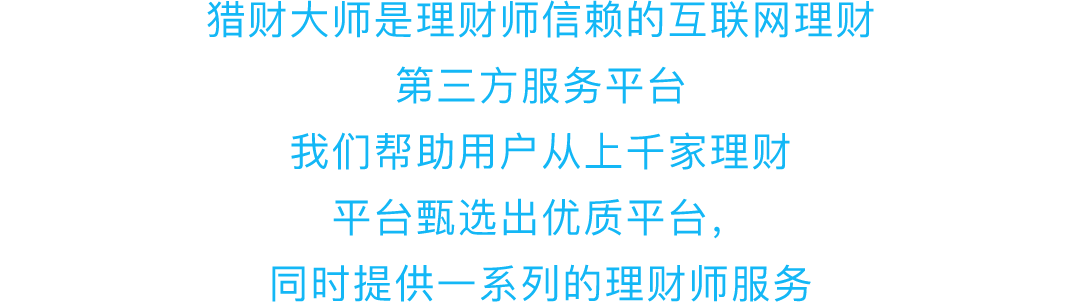 猎财大师是理财师信赖的互联网理财
第三方服务平台
我们帮助用户从上千家理财
平台甄选出优质平台，
同时提供一系列的理财师服务